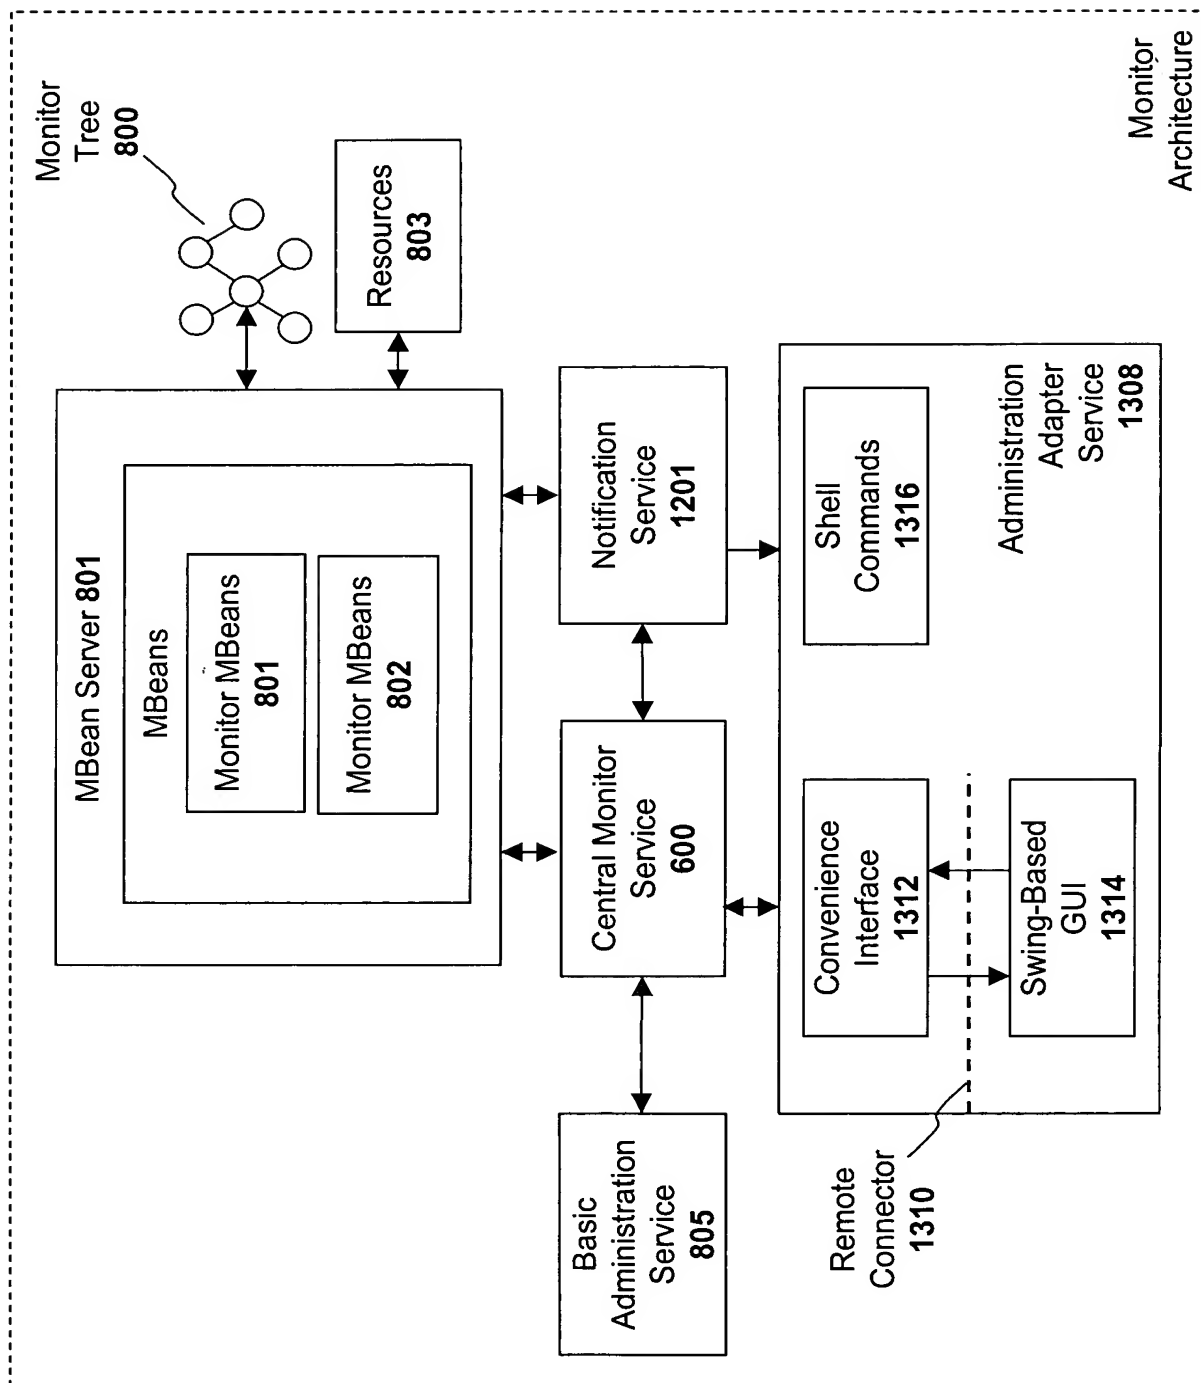 Monitor
Tree
800
MBean Server 801
MBeans
Monitor MBeans
801
Monitor MBeans
802
Resources
803
Basic
Administration
Service
805
Central Monitor
Service
600
Notification
Service
1201
Remote
Connector
1310
Convenience
Interface
1312
Swing-Based
GUI
1314
Shell
Commands
1316
Administration
Adapter
Service
1308
Monitor
Architecture